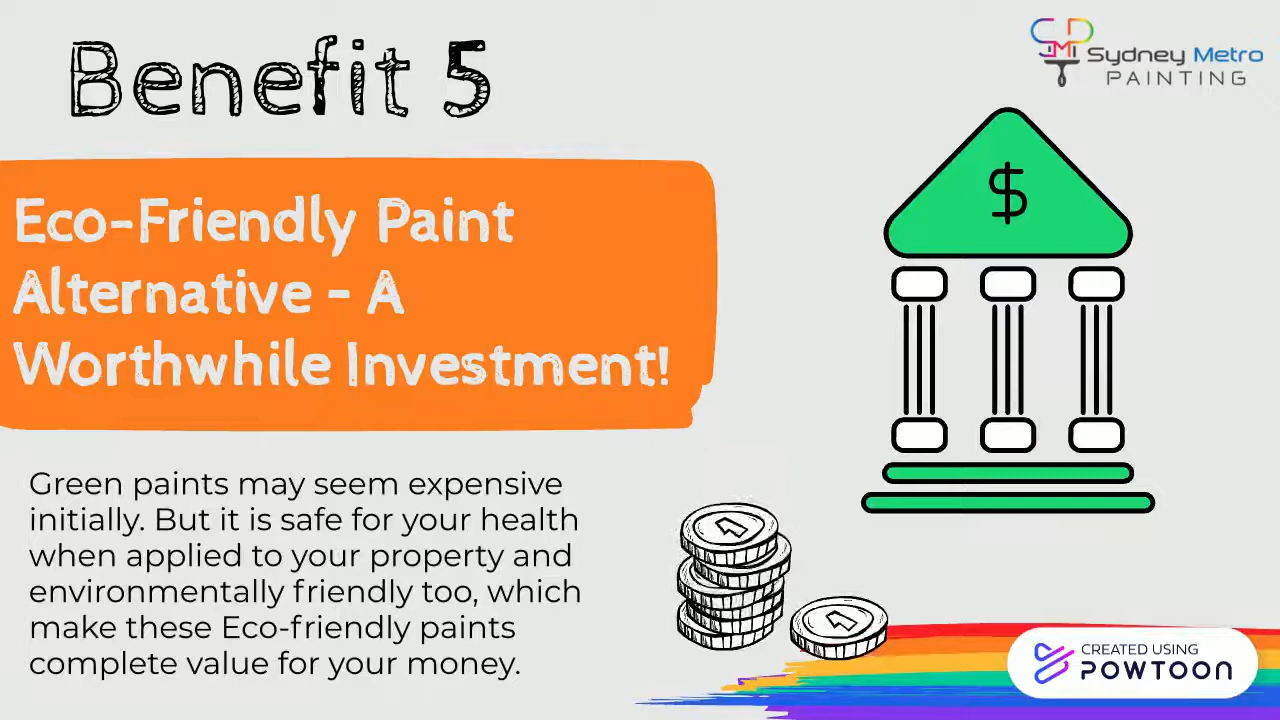 Benefit 5
Sydney Metro
PAINTING
Eco-Friendly Paint
Alternative - A
Worthwhile Investment!
$
Green paints may seem expensive
initially. But it is safe for your health
when applied to your property and
environmentally friendly too, which
make these Eco-friendly paints
complete value for your money.
CREATED USING
POWTOON